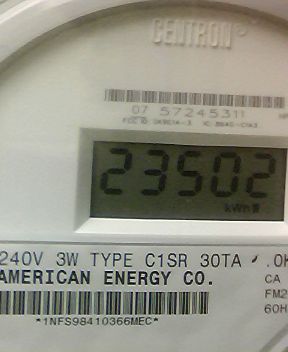 CENTRON®
07 57245311
23502
kWh
240V 3W TYPE C1SR 30TA
AMERICAN ENERGY CO.
CA
FM2
60H
*1NFS98410366MEC*